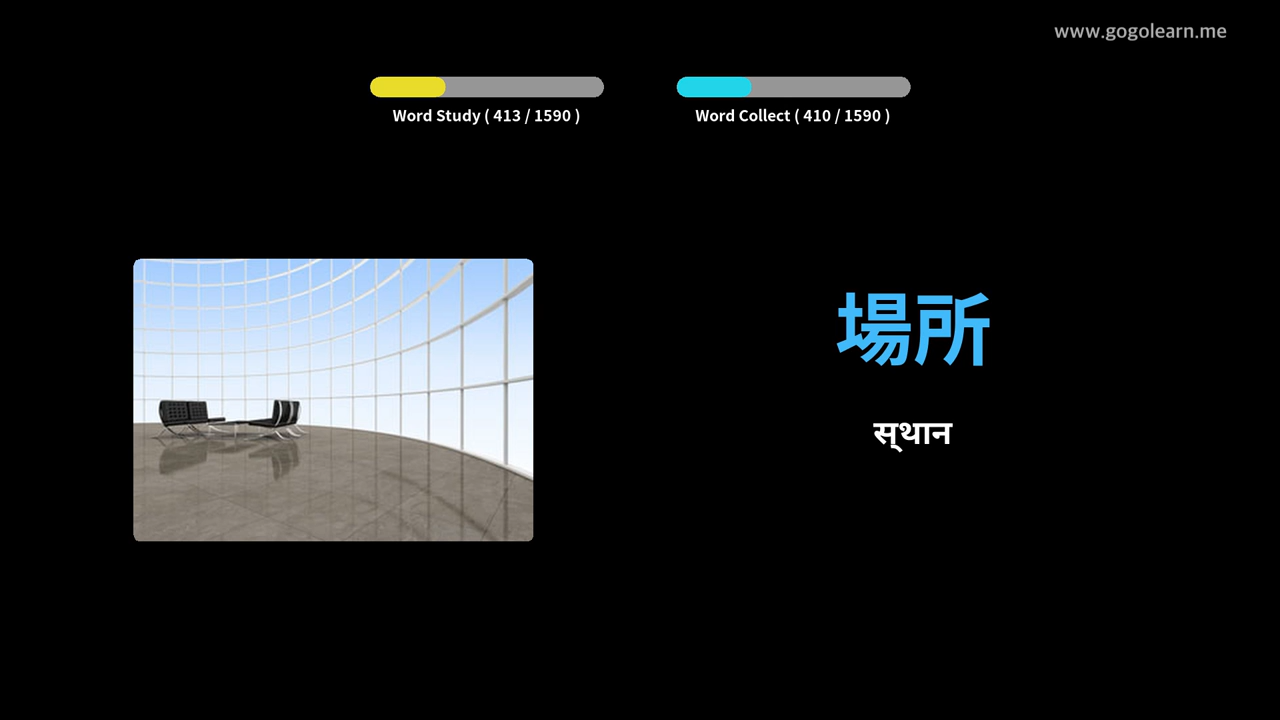 www.gogolearn.me
Word Study ( 413 / 1590 )
Word Collect ( 410 / 1590 )
場所
स्थान